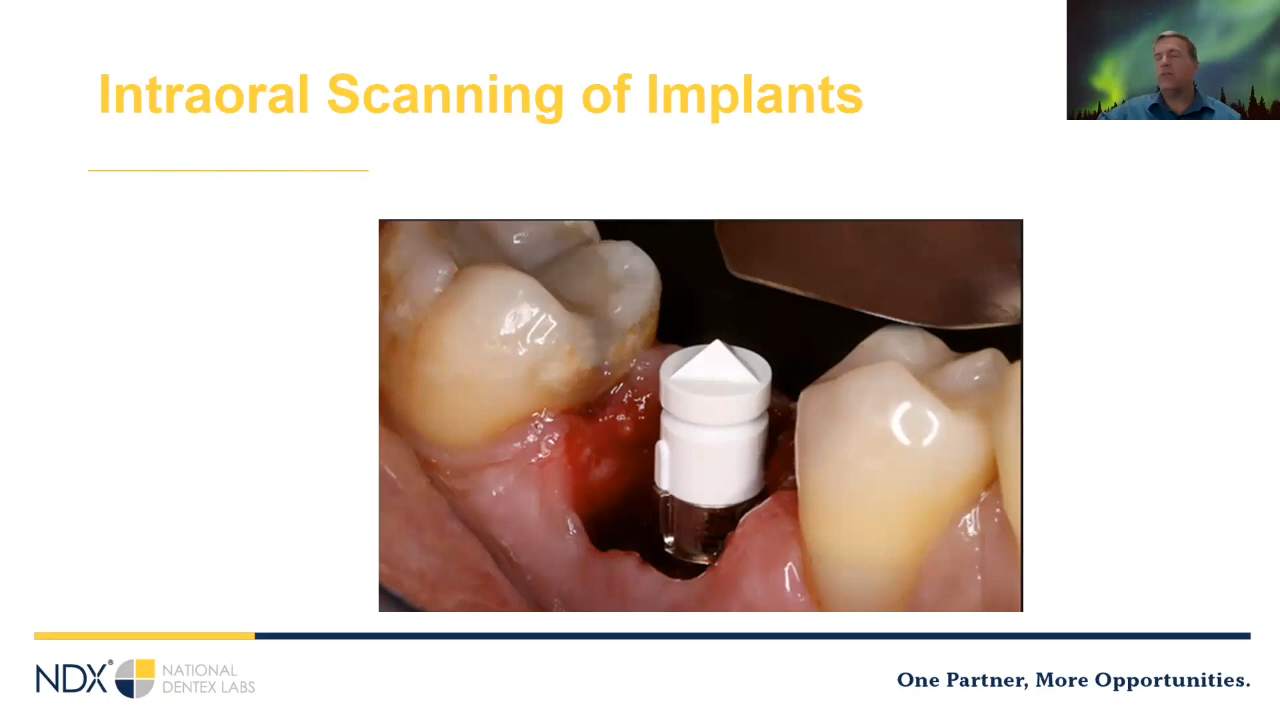 Intraoral Scanning of Implants
NDX®
NATIONAL
DENTEX LABS
One Partner, More Opportunities.